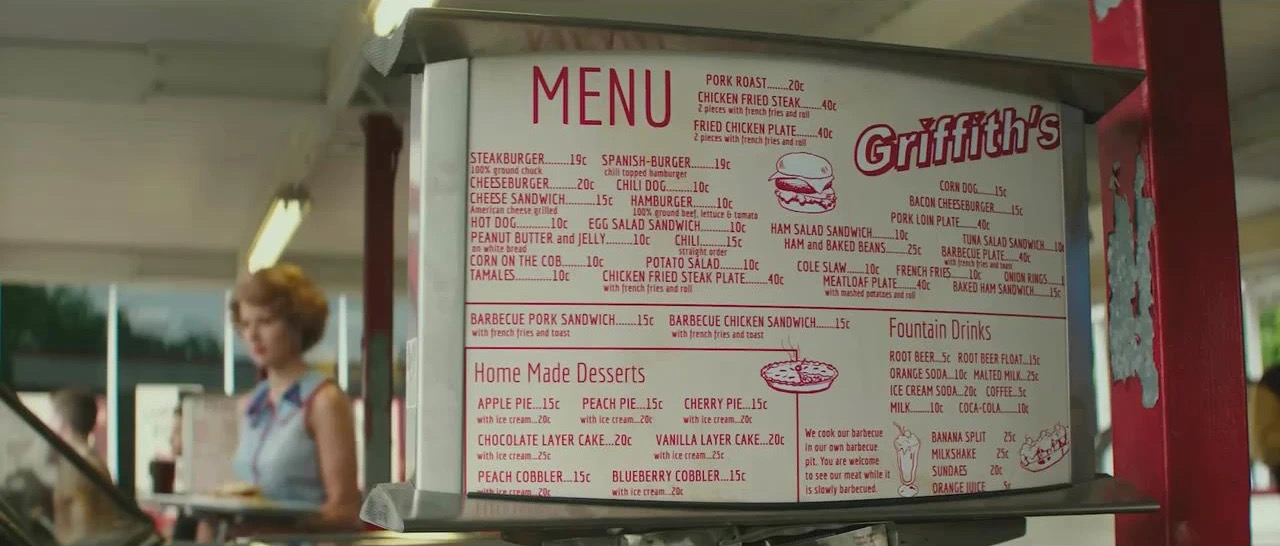 MENU
PORK ROAST........20c
CHICKEN FRIED STEAK........40c
2 pieces with french fries and roll
FRIED CHICKEN PLATE........40c
2 pieces with french fries and roll
Griffith's
STEAKBURGER........19c SPANISH-BURGER........19c
100% ground chuck chili topped hamburger
CHEESEBURGER........20c CHILI DOG........10c
CHEESE SANDWICH........15c HAMBURGER........10c
American cheese grilled 100% ground beef, lettuce & tomato
HOT DOG..........10c EGG SALAD SANDWICH..........10c
PEANUT BUTTER and JELLY..........10c CHILI........15c
on white bread straight order
CORN ON THE COB........10c POTATO SALAD........10c
TAMALES..........10c CHICKEN FRIED STEAK PLATE........40c
with french fries and roll
CORN DOG......15c
BACON CHEESEBURGER......15c
PORK LOIN PLATE......40c
HAM SALAD SANDWICH........10c TUNA SALAD SANDWICH.....10c
HAM and BAKED BEANS........25c BARBECUE PLATE......40c
with french fries and toast
COLE SLAW........10c FRENCH FRIES......10c ONION RINGS.....
MEATLOAF PLATE......40c BAKED HAM SANDWICH......15c
with mashed potatoes and roll
BARBECUE PORK SANDWICH........15c BARBECUE CHICKEN SANDWICH........15c
with french fries and toast with french fries and toast
Home Made Desserts
APPLE PIE...15c PEACH PIE...15c CHERRY PIE...15c
with ice cream...20c with ice cream...20c with ice cream...20c
CHOCOLATE LAYER CAKE...20c VANILLA LAYER CAKE...20c
with ice cream...25c with ice cream...25c
PEACH COBBLER...15c BLUEBERRY COBBLER...15c
with ice cream...20c with ice cream...20c
We cook our barbecue
in our own barbecue
pit. You are welcome
to see our meat while it
is slowly barbecued.
Fountain Drinks
ROOT BEER...5c ROOT BEER FLOAT...15c
ORANGE SODA...10c MALTED MILK...25c
ICE CREAM SODA...20c COFFEE...5c
MILK........10c COCA-COLA........10c
BANANA SPLIT 25c
MILKSHAKE 25c
SUNDAES 20c
ORANGE JUICE 5c